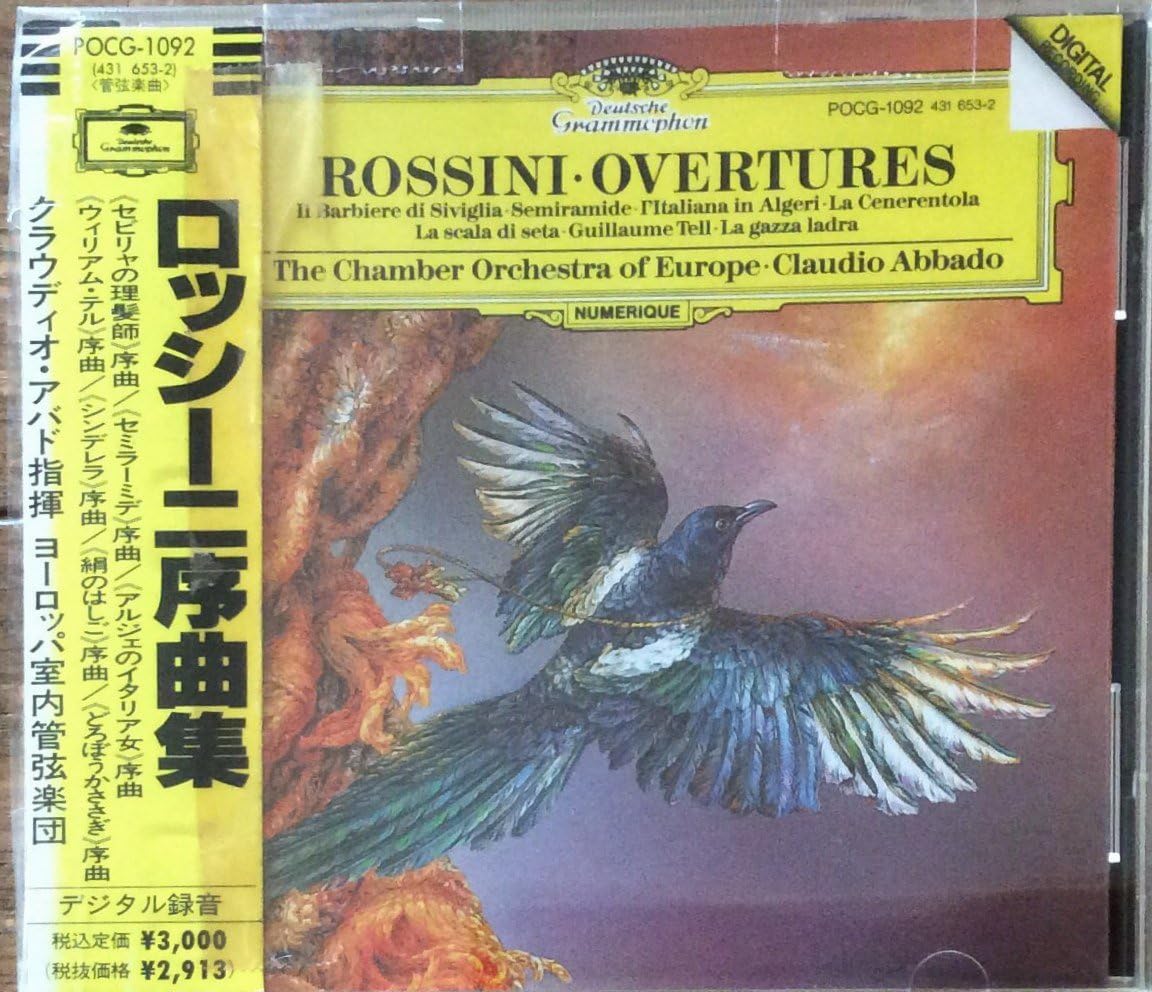 POCG-1092
(431 653-2)
〈管弦楽曲〉
Deutsche
Grammophon
ロッシーニ序曲集
《セビリャの理髪師》序曲/《セミラーミデ》序曲/《アルジェのイタリア女》序曲
《ウィリアム・テル》序曲/《シンデレラ》序曲/《絹のはしご》序曲/《どろぼうかささぎ》序曲
クラウディオ・アバド指揮 ヨーロッパ室内管弦楽団
デジタル録音
税込定価 ¥3,000
(税抜価格 ¥2,913)
DIGITAL
RECORDING
Deutsche
Grammophon
POCG-1092 431 653-2
ROSSINI·OVERTURES
Il Barbiere di Siviglia·Semiramide·l'Italiana in Algeri·La Cenerentola
La scala di seta·Guillaume Tell·La gazza ladra
The Chamber Orchestra of Europe·Claudio Abbado
NUMERIQUE